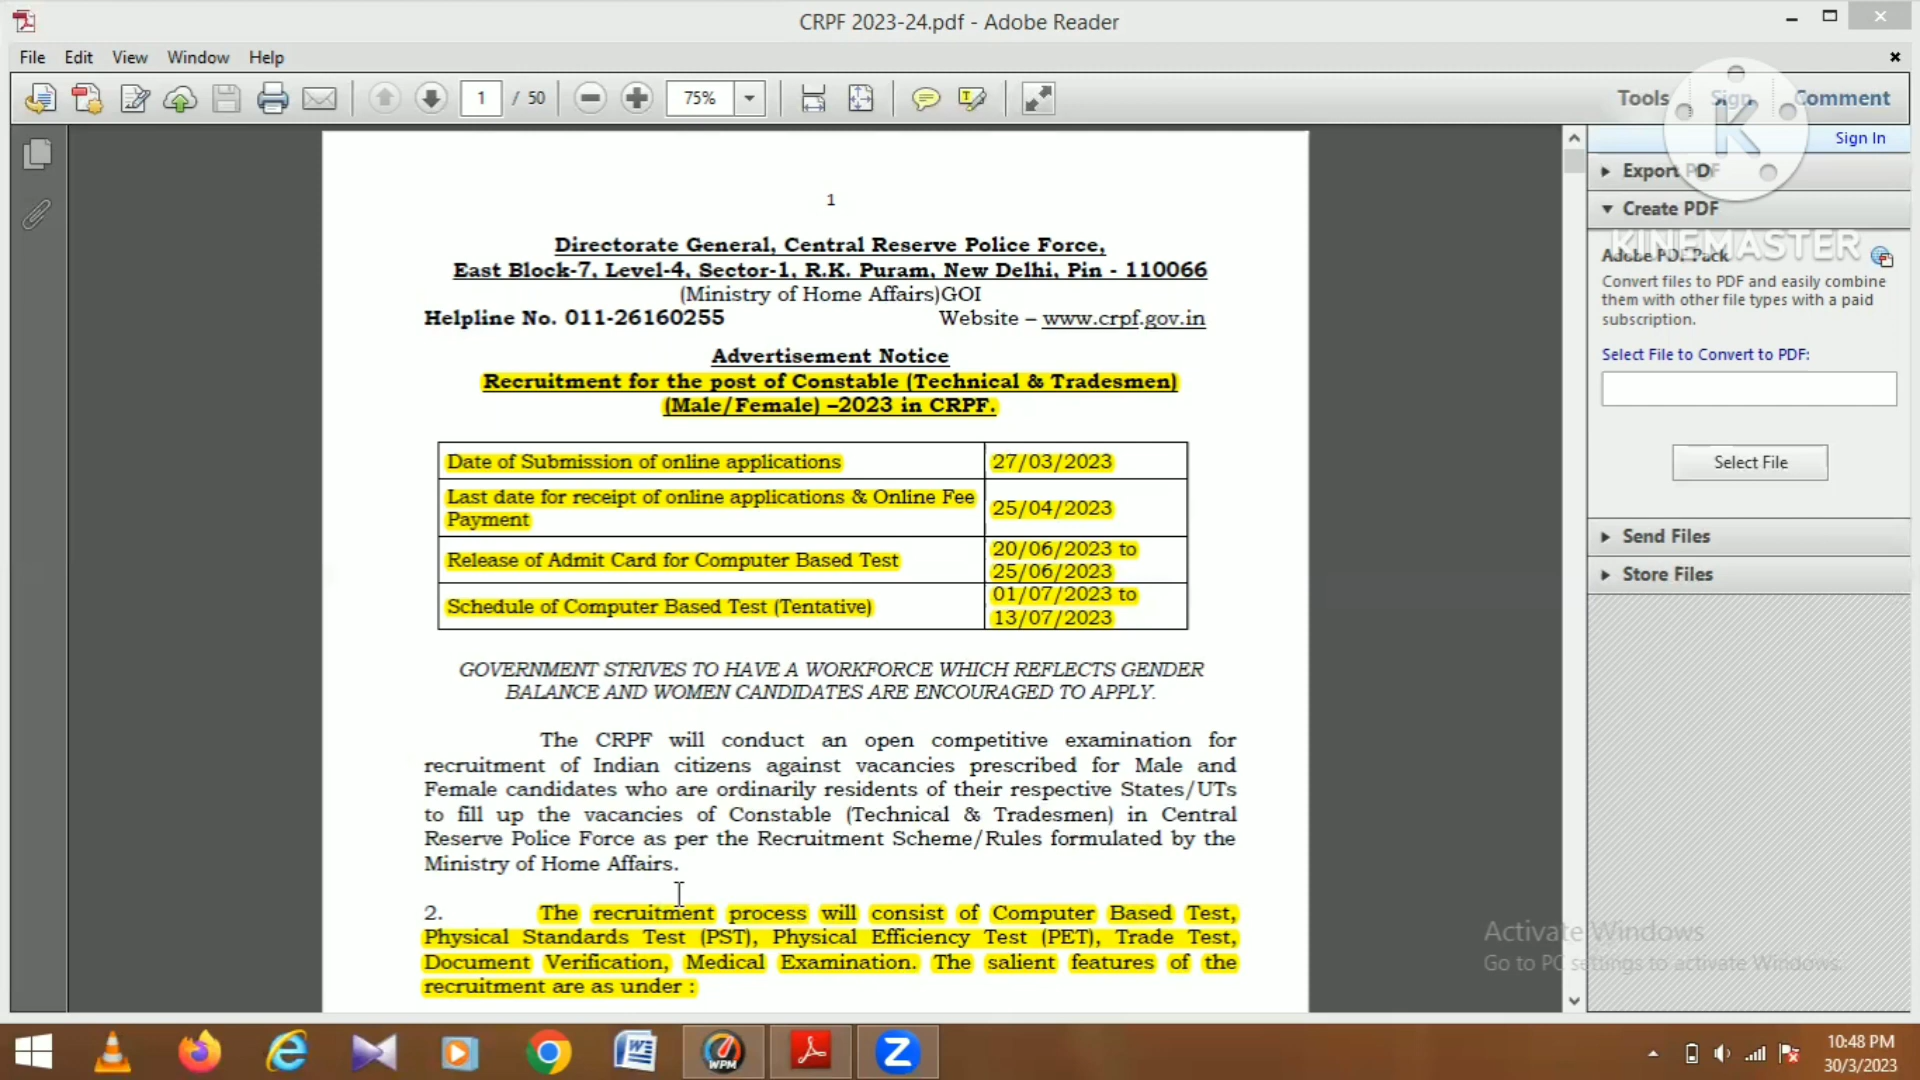 CRPF 2023-24.pdf - Adobe Reader
File Edit View Window Help
1 / 50 75% Tools Sign Comment
Sign In
Export PDF
Create PDF
KINEMASTER
Adobe PDF Pack
Convert files to PDF and easily combine
them with other file types with a paid
subscription.
Select File to Convert to PDF:
Select File
Send Files
Store Files
1
Directorate General, Central Reserve Police Force,
East Block-7, Level-4, Sector-1, R.K. Puram, New Delhi, Pin - 110066
(Ministry of Home Affairs)GOI
Helpline No. 011-26160255 Website – www.crpf.gov.in
Advertisement Notice
Recruitment for the post of Constable (Technical & Tradesmen)
(Male/Female) –2023 in CRPF.
Date of Submission of online applications 27/03/2023
Last date for receipt of online applications & Online Fee
Payment 25/04/2023
Release of Admit Card for Computer Based Test 20/06/2023 to
25/06/2023
Schedule of Computer Based Test (Tentative) 01/07/2023 to
13/07/2023
GOVERNMENT STRIVES TO HAVE A WORKFORCE WHICH REFLECTS GENDER
BALANCE AND WOMEN CANDIDATES ARE ENCOURAGED TO APPLY.
The CRPF will conduct an open competitive examination for
recruitment of Indian citizens against vacancies prescribed for Male and
Female candidates who are ordinarily residents of their respective States/UTs
to fill up the vacancies of Constable (Technical & Tradesmen) in Central
Reserve Police Force as per the Recruitment Scheme/Rules formulated by the
Ministry of Home Affairs.
2. The recruitment process will consist of Computer Based Test,
Physical Standards Test (PST), Physical Efficiency Test (PET), Trade Test,
Document Verification, Medical Examination. The salient features of the
recruitment are as under :
Activate Windows
Go to PC settings to activate Windows.
WPM
10:48 PM
30/3/2023